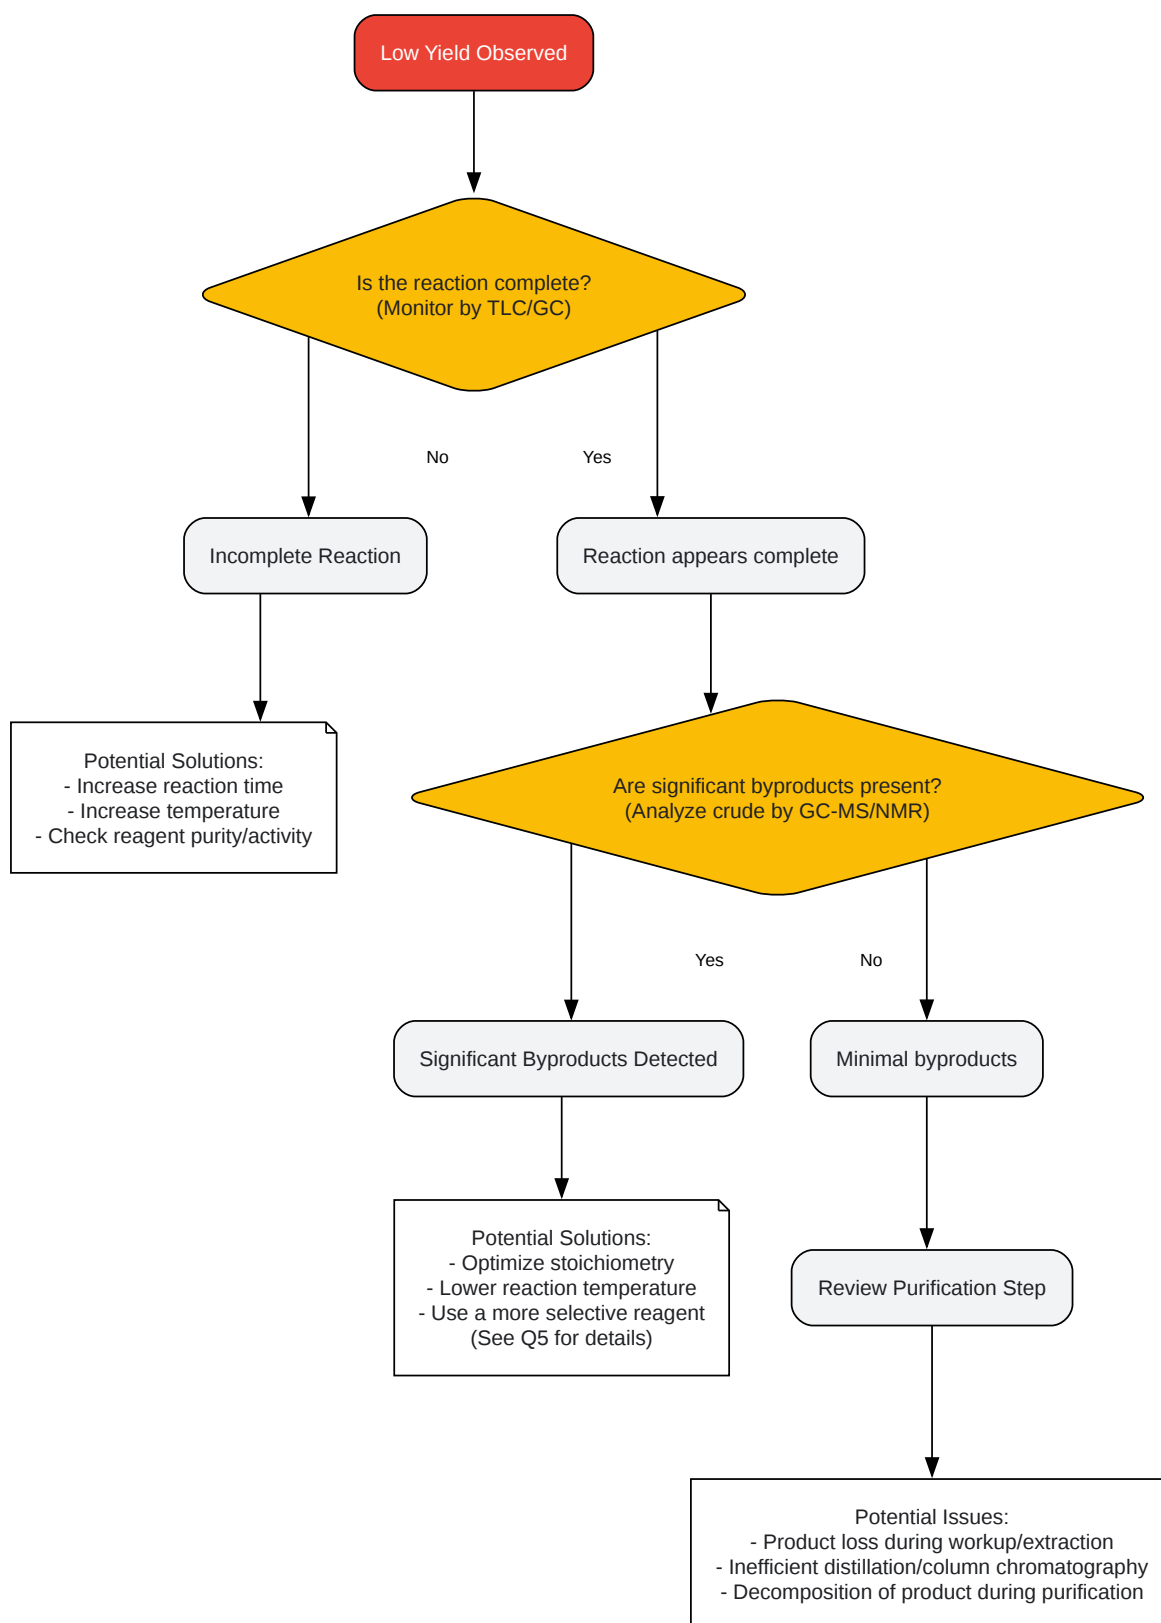 Low Yield Observed
Is the reaction complete?
(Monitor by TLC/GC)
No
Yes
Incomplete Reaction
Reaction appears complete
Potential Solutions:
- Increase reaction time
- Increase temperature
- Check reagent purity/activity
Are significant byproducts present?
(Analyze crude by GC-MS/NMR)
Yes
No
Significant Byproducts Detected
Minimal byproducts
Potential Solutions:
- Optimize stoichiometry
- Lower reaction temperature
- Use a more selective reagent
(See Q5 for details)
Review Purification Step
Potential Issues:
- Product loss during workup/extraction
- Inefficient distillation/column chromatography
- Decomposition of product during purification